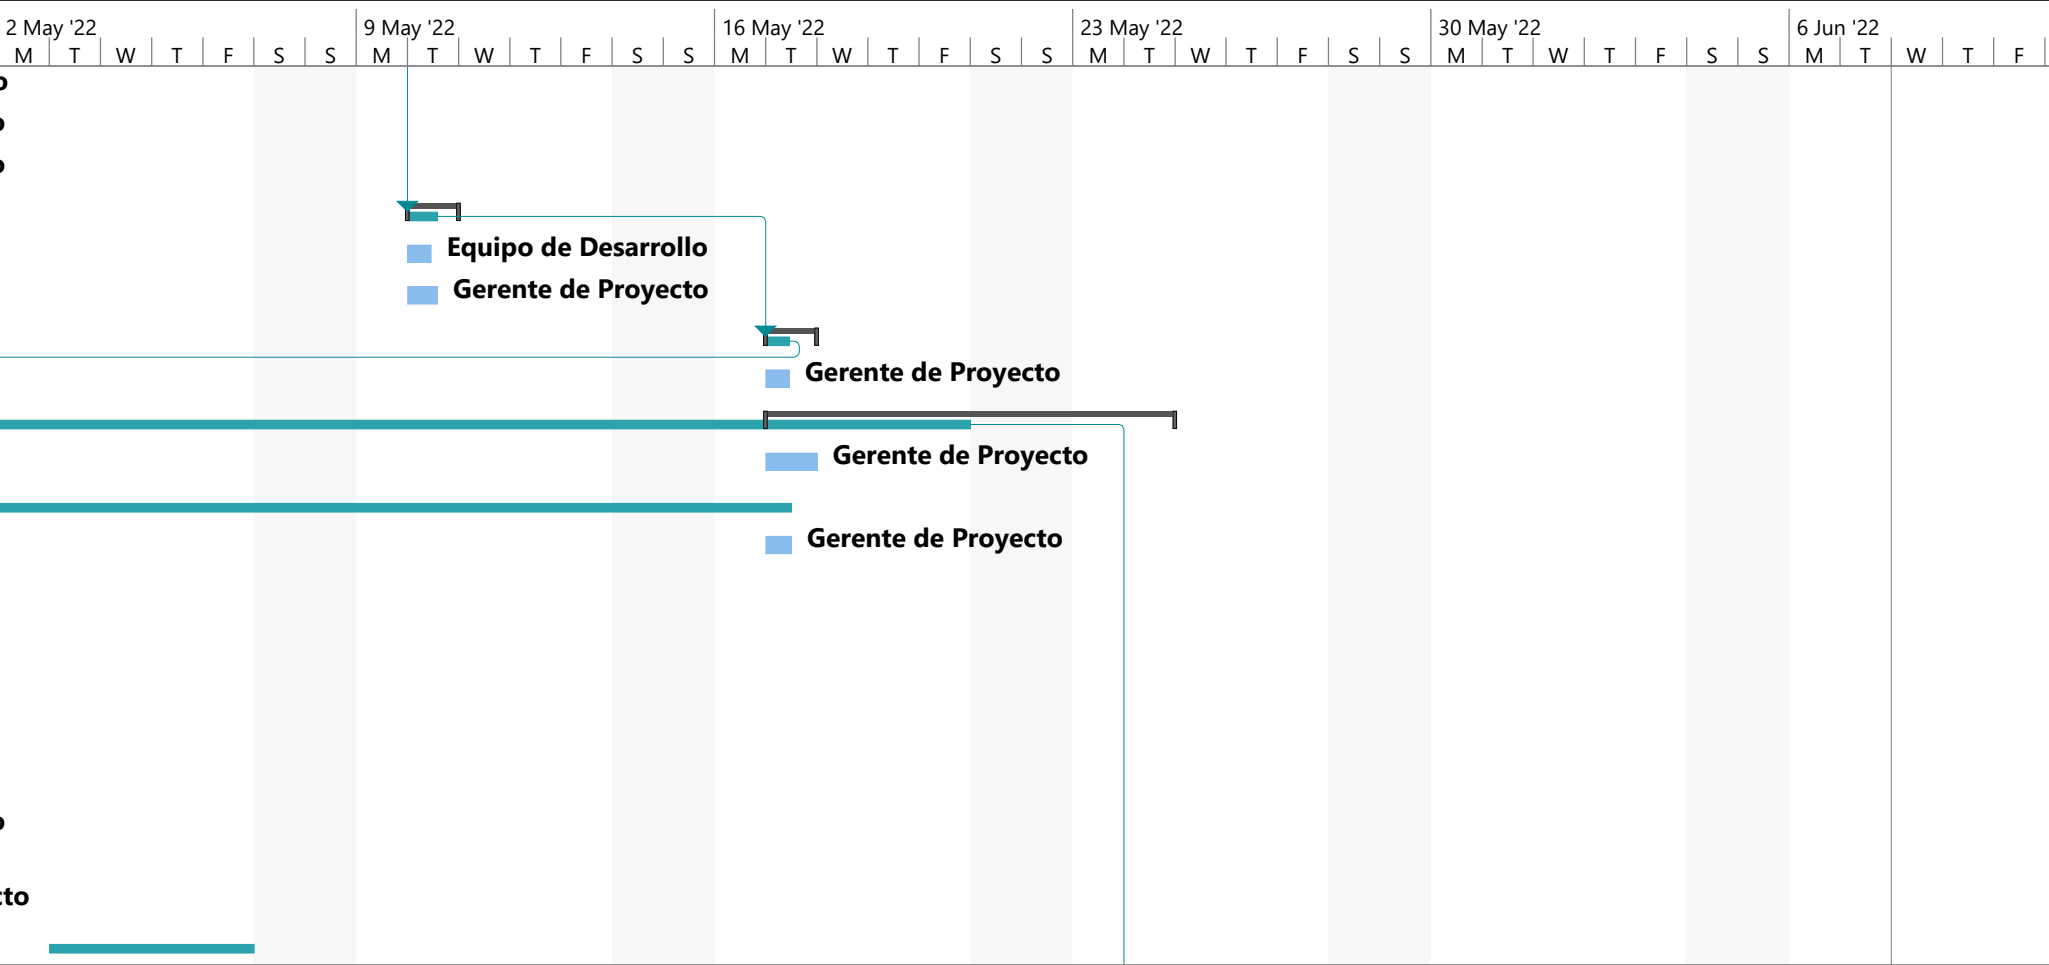 2 May '22 9 May '22 16 May '22 23 May '22 30 May '22 6 Jun '22
M T W T F S S M T W T F S S M T W T F S S M T W T F S S M T W T F S S M T W T F
o
o
o
Equipo de Desarrollo
Gerente de Proyecto
Gerente de Proyecto
Gerente de Proyecto
Gerente de Proyecto
o
cto